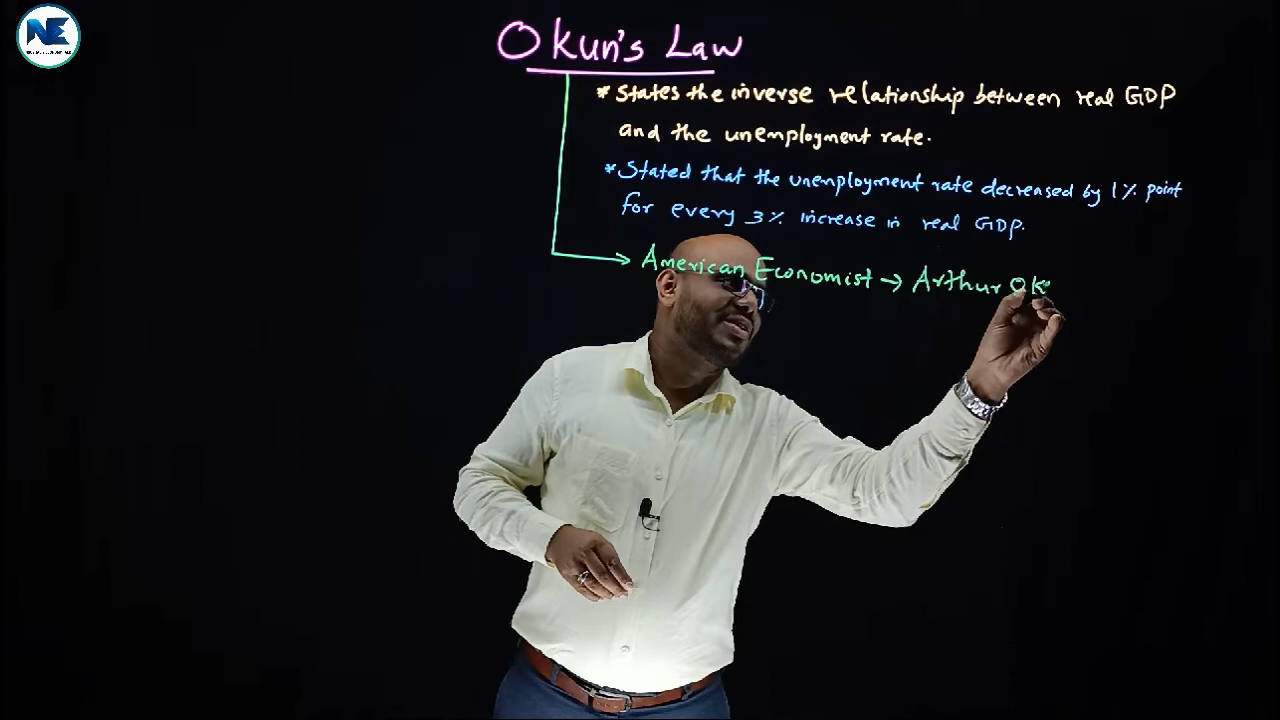 NE
Okun's Law
* States the inverse relationship between real GDP
and the unemployment rate.
* Stated that the unemployment rate decreased by 1% point
for every 3% increase in real GDP.
American Economist → Arthur Ok